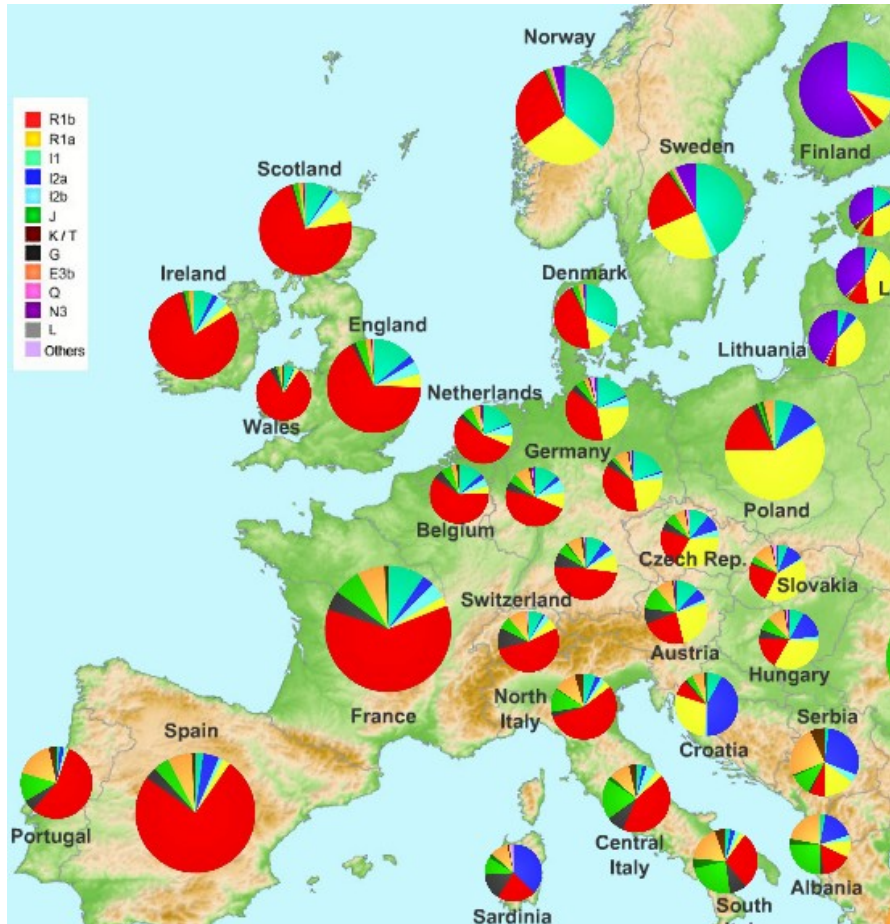 Norway
Sweden
Finland
R1b
R1a
I1
I2a
I2b
J
K / T
G
E3b
Q
N3
L
Others
Scotland
Ireland
England
Wales
Denmark
L
Lithuania
Netherlands
Germany
Poland
Belgium
Czech Rep.
Slovakia
Switzerland
Austria
Hungary
France
North
Italy
Croatia
Serbia
Spain
Portugal
Central
Italy
Albania
South
Sardinia